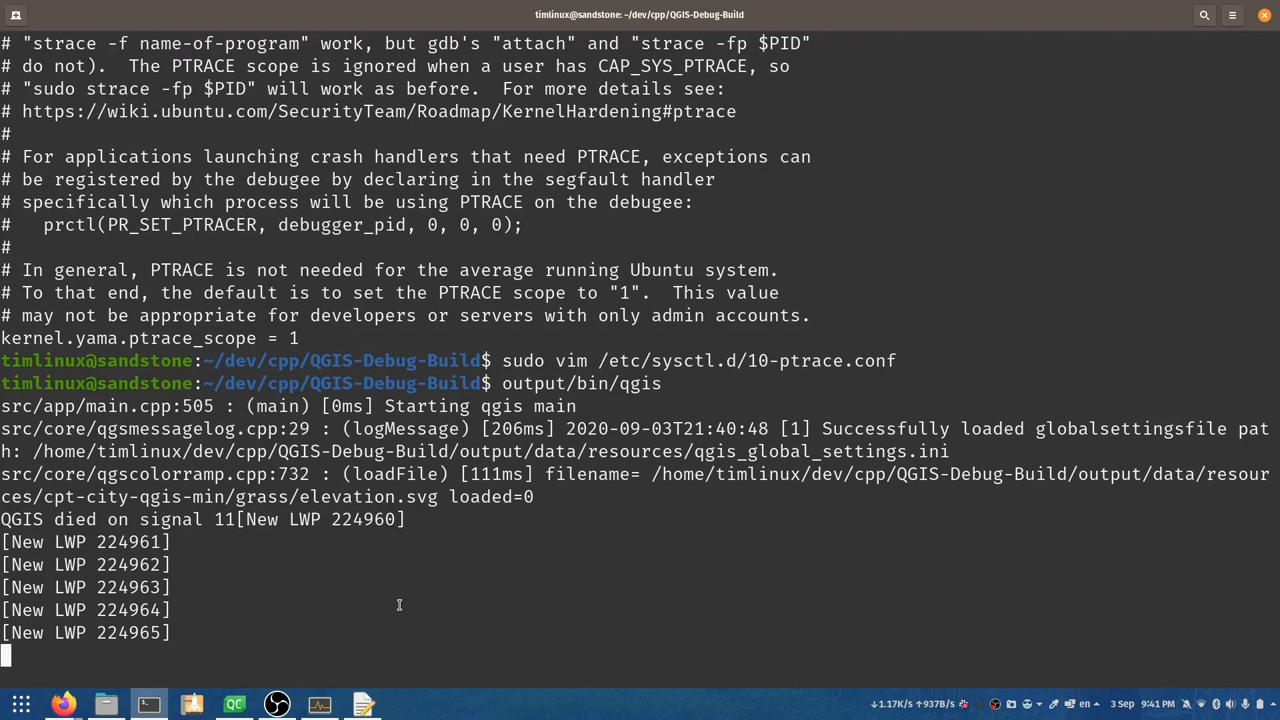 timlinux@sandstone: ~/dev/cpp/QGIS-Debug-Build
# "strace -f name-of-program" work, but gdb's "attach" and "strace -fp $PID"
# do not).  The PTRACE scope is ignored when a user has CAP_SYS_PTRACE, so
# "sudo strace -fp $PID" will work as before.  For more details see:
# https://wiki.ubuntu.com/SecurityTeam/Roadmap/KernelHardening#ptrace
#
# For applications launching crash handlers that need PTRACE, exceptions can
# be registered by the debugee by declaring in the segfault handler
# specifically which process will be using PTRACE on the debugee:
#   prctl(PR_SET_PTRACER, debugger_pid, 0, 0, 0);
#
# In general, PTRACE is not needed for the average running Ubuntu system.
# To that end, the default is to set the PTRACE scope to "1".  This value
# may not be appropriate for developers or servers with only admin accounts.
kernel.yama.ptrace_scope = 1
timlinux@sandstone:~/dev/cpp/QGIS-Debug-Build$ sudo vim /etc/sysctl.d/10-ptrace.conf
timlinux@sandstone:~/dev/cpp/QGIS-Debug-Build$ output/bin/qgis
src/app/main.cpp:505 : (main) [0ms] Starting qgis main
src/core/qgsmessagelog.cpp:29 : (logMessage) [206ms] 2020-09-03T21:40:48 [1] Successfully loaded globalsettingsfile pat
h: /home/timlinux/dev/cpp/QGIS-Debug-Build/output/data/resources/qgis_global_settings.ini
src/core/qgscolorramp.cpp:732 : (loadFile) [111ms] filename= /home/timlinux/dev/cpp/QGIS-Debug-Build/output/data/resour
ces/cpt-city-qgis-min/grass/elevation.svg loaded=0
QGIS died on signal 11[New LWP 224960]
[New LWP 224961]
[New LWP 224962]
[New LWP 224963]
[New LWP 224964]
[New LWP 224965]
QC
↓1.17K/s ↑937B/s en 3 Sep 9:41 PM